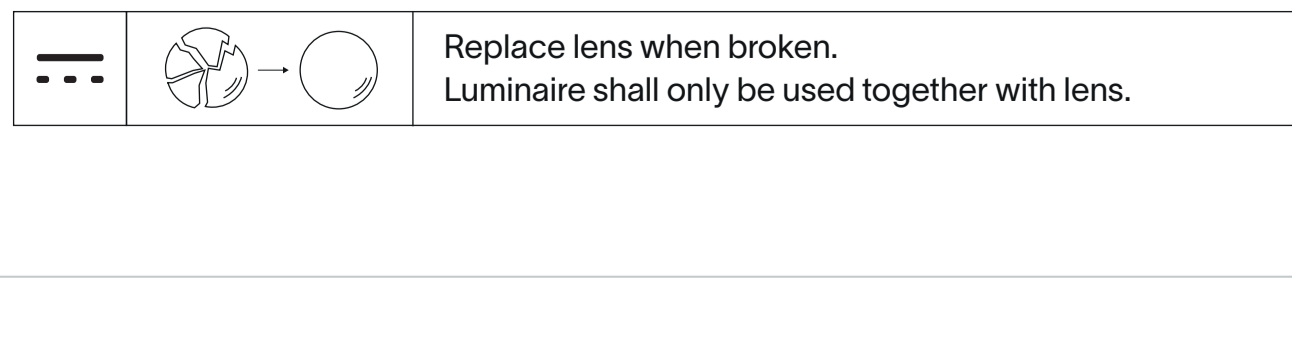 Replace lens when broken.
Luminaire shall only be used together with lens.